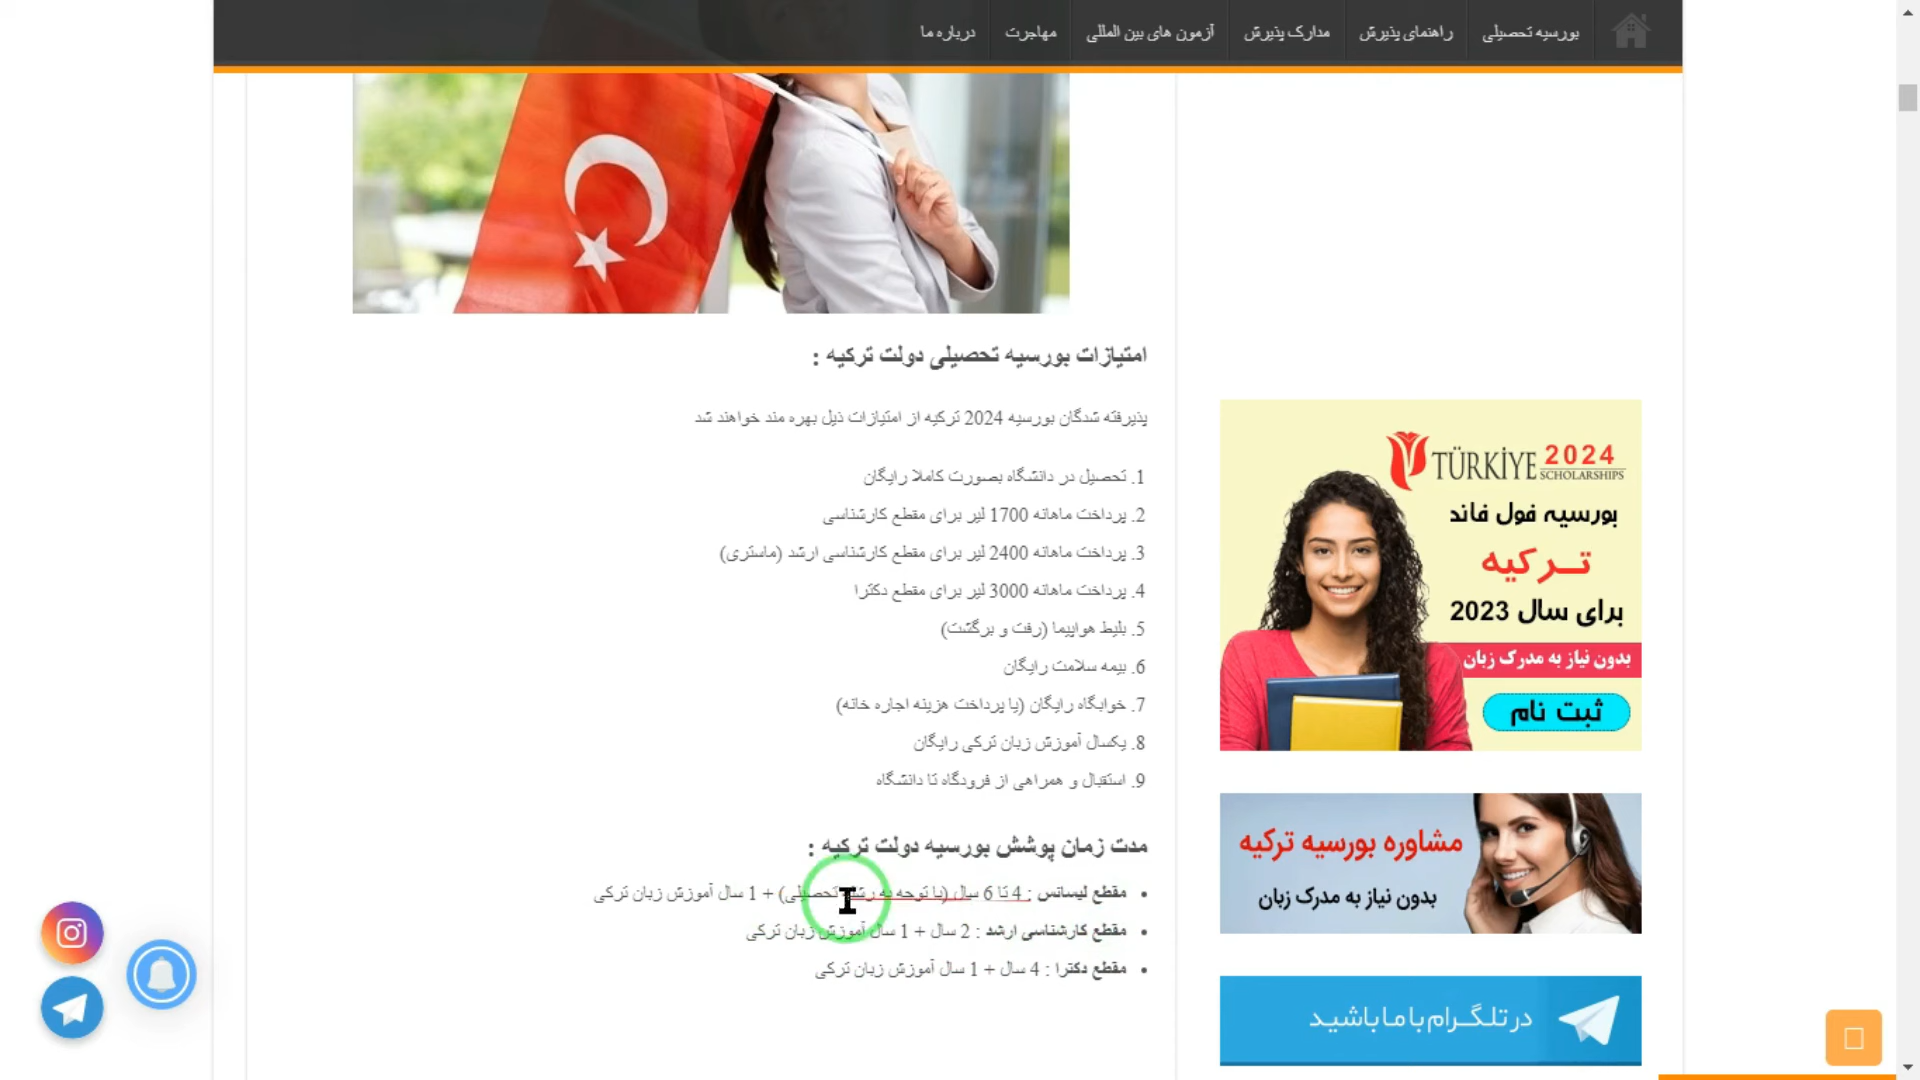 بورسیه تحصیلی
راهنمای پذیرش
مدارک پذیرش
آزمون های بین المللی
مهاجرت
درباره ما
امتیازات بورسیه تحصیلی دولت ترکیه :
پذیرفته شدگان بورسیه 2024 ترکیه از امتیازات ذیل بهره مند خواهند شد
1. تحصیل در دانشگاه بصورت کاملا رایگان
2. پرداخت ماهانه 1700 لیر برای مقطع کارشناسی
3. پرداخت ماهانه 2400 لیر برای مقطع کارشناسی ارشد (ماستری)
4. پرداخت ماهانه 3000 لیر برای مقطع دکترا
5. بلیط هواپیما (رفت و برگشت)
6. بیمه سلامت رایگان
7. خوابگاه رایگان (یا پرداخت هزینه اجاره خانه)
8. یکسال آموزش زبان ترکی رایگان
9. استقبال و همراهی از فرودگاه تا دانشگاه
مدت زمان پوشش بورسیه دولت ترکیه :
مقطع لیسانس : 4 تا 6 سال (با توجه به رشته تحصیلی) + 1 سال آموزش زبان ترکی
مقطع کارشناسی ارشد : 2 سال + 1 سال آموزش زبان ترکی
مقطع دکترا : 4 سال + 1 سال آموزش زبان ترکی
TÜRKİYE 2024
SCHOLARSHIPS
بورسیه فول فاند
ترکیه
برای سال 2023
بدون نیاز به مدرک زبان
ثبت نام
مشاوره بورسیه ترکیه
بدون نیاز به مدرک زبان
در تلگرام با ما باشید